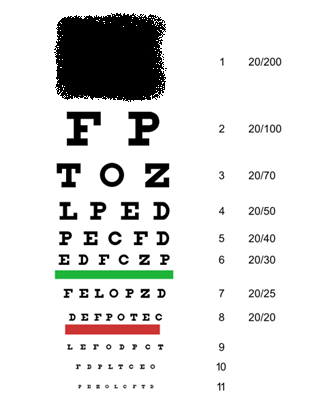 1 20/200
F P 2 20/100
T O Z 3 20/70
L P E D 4 20/50
P E C F D 5 20/40
E D F C Z P 6 20/30
F E L O P Z D 7 20/25
D E F P O T E C 8 20/20
L E F O D P C T 9
F D P L T C E O 10
P E Z O L C F T D 11